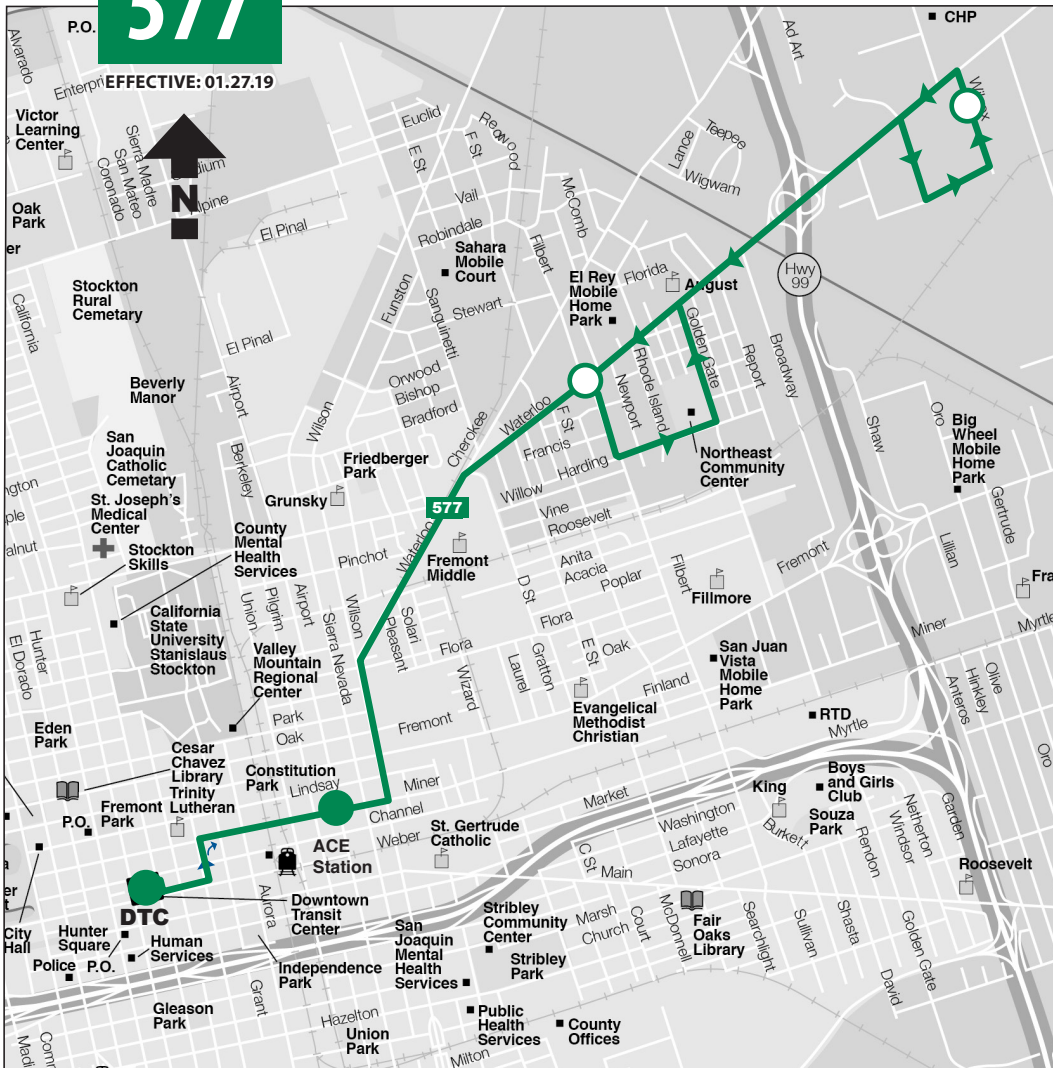 577
EFFECTIVE: 01.27.19
P.O.
Alvarado
Victor
Learning
Center
Sierra Madre
San Mateo
Coronado
N
Alpine
Oak
Park
El Pinal
Stockton
Rural
Cemetary
California
El Pinal
Beverly
Manor
Airport
Berkeley
San
Joaquin
Catholic
Cemetary
St. Joseph's
Medical
Center
Stockton
Skills
County
Mental
Health
Services
Grunsky
Friedberger
Park
Wilson
Euclid
E St
F St
Redwood
Vail
Robindale
Sahara
Mobile
Court
Funston
Sanguinetti
Stewart
Orwood
Bishop
Bradford
Cherokee
Waterloo
McComb
Filbert
El Rey
Mobile
Home
Park
Florida
August
Lance
Teepee
Wigwam
Ad Art
CHP
Wilcox
Hwy
99
Golden Gate
Rhode Island
Newport
Report
Broadway
F St
Francis
Harding
Willow
Vine
Roosevelt
Northeast
Community
Center
Shaw
Oro
Big
Wheel
Mobile
Home
Park
Gertrude
Lillian
577
Waterloo
Fremont
Middle
Pinchot
Anita
Acacia
Poplar
Filbert
Fillmore
Fremont
Miner
Myrtle
D St
Flora
E St
Oak
Hunter
El Dorado
California
State
University
Stanislaus
Stockton
Union
Pilgrim
Airport
Sierra Nevada
Wilson
Solari
Pleasant
Flora
Wizard
Laurel
Gratton
Finland
Evangelical
Methodist
Christian
San Juan
Vista
Mobile
Home
Park
RTD
Myrtle
Olive
Hinkley
Anteros
Oro
Valley
Mountain
Regional
Center
Park
Oak
Fremont
Eden
Park
Cesar
Chavez
Library
Trinity
Lutheran
Constitution
Park
Lindsay
Miner
Channel
Weber
P.O.
Fremont
Park
ACE
Station
St. Gertrude
Catholic
Market
Washington
Lafayette
Sonora
Main
C St
King
Burkett
Boys
and Girls
Club
Souza
Park
Rendon
Windsor
Netherton
Garden
Roosevelt
DTC
Downtown
Transit
Center
Aurora
City
Hall
Hunter
Square
P.O.
Police
Human
Services
Independence
Park
Grant
Gleason
Park
Hazelton
Union
Park
San
Joaquin
Mental
Health
Services
Stribley
Community
Center
Stribley
Park
Marsh
Church
Court
McDonnell
Fair
Oaks
Library
Searchlight
Sullivan
Shasta
Golden Gate
David
Public
Health
Services
County
Offices
Milton